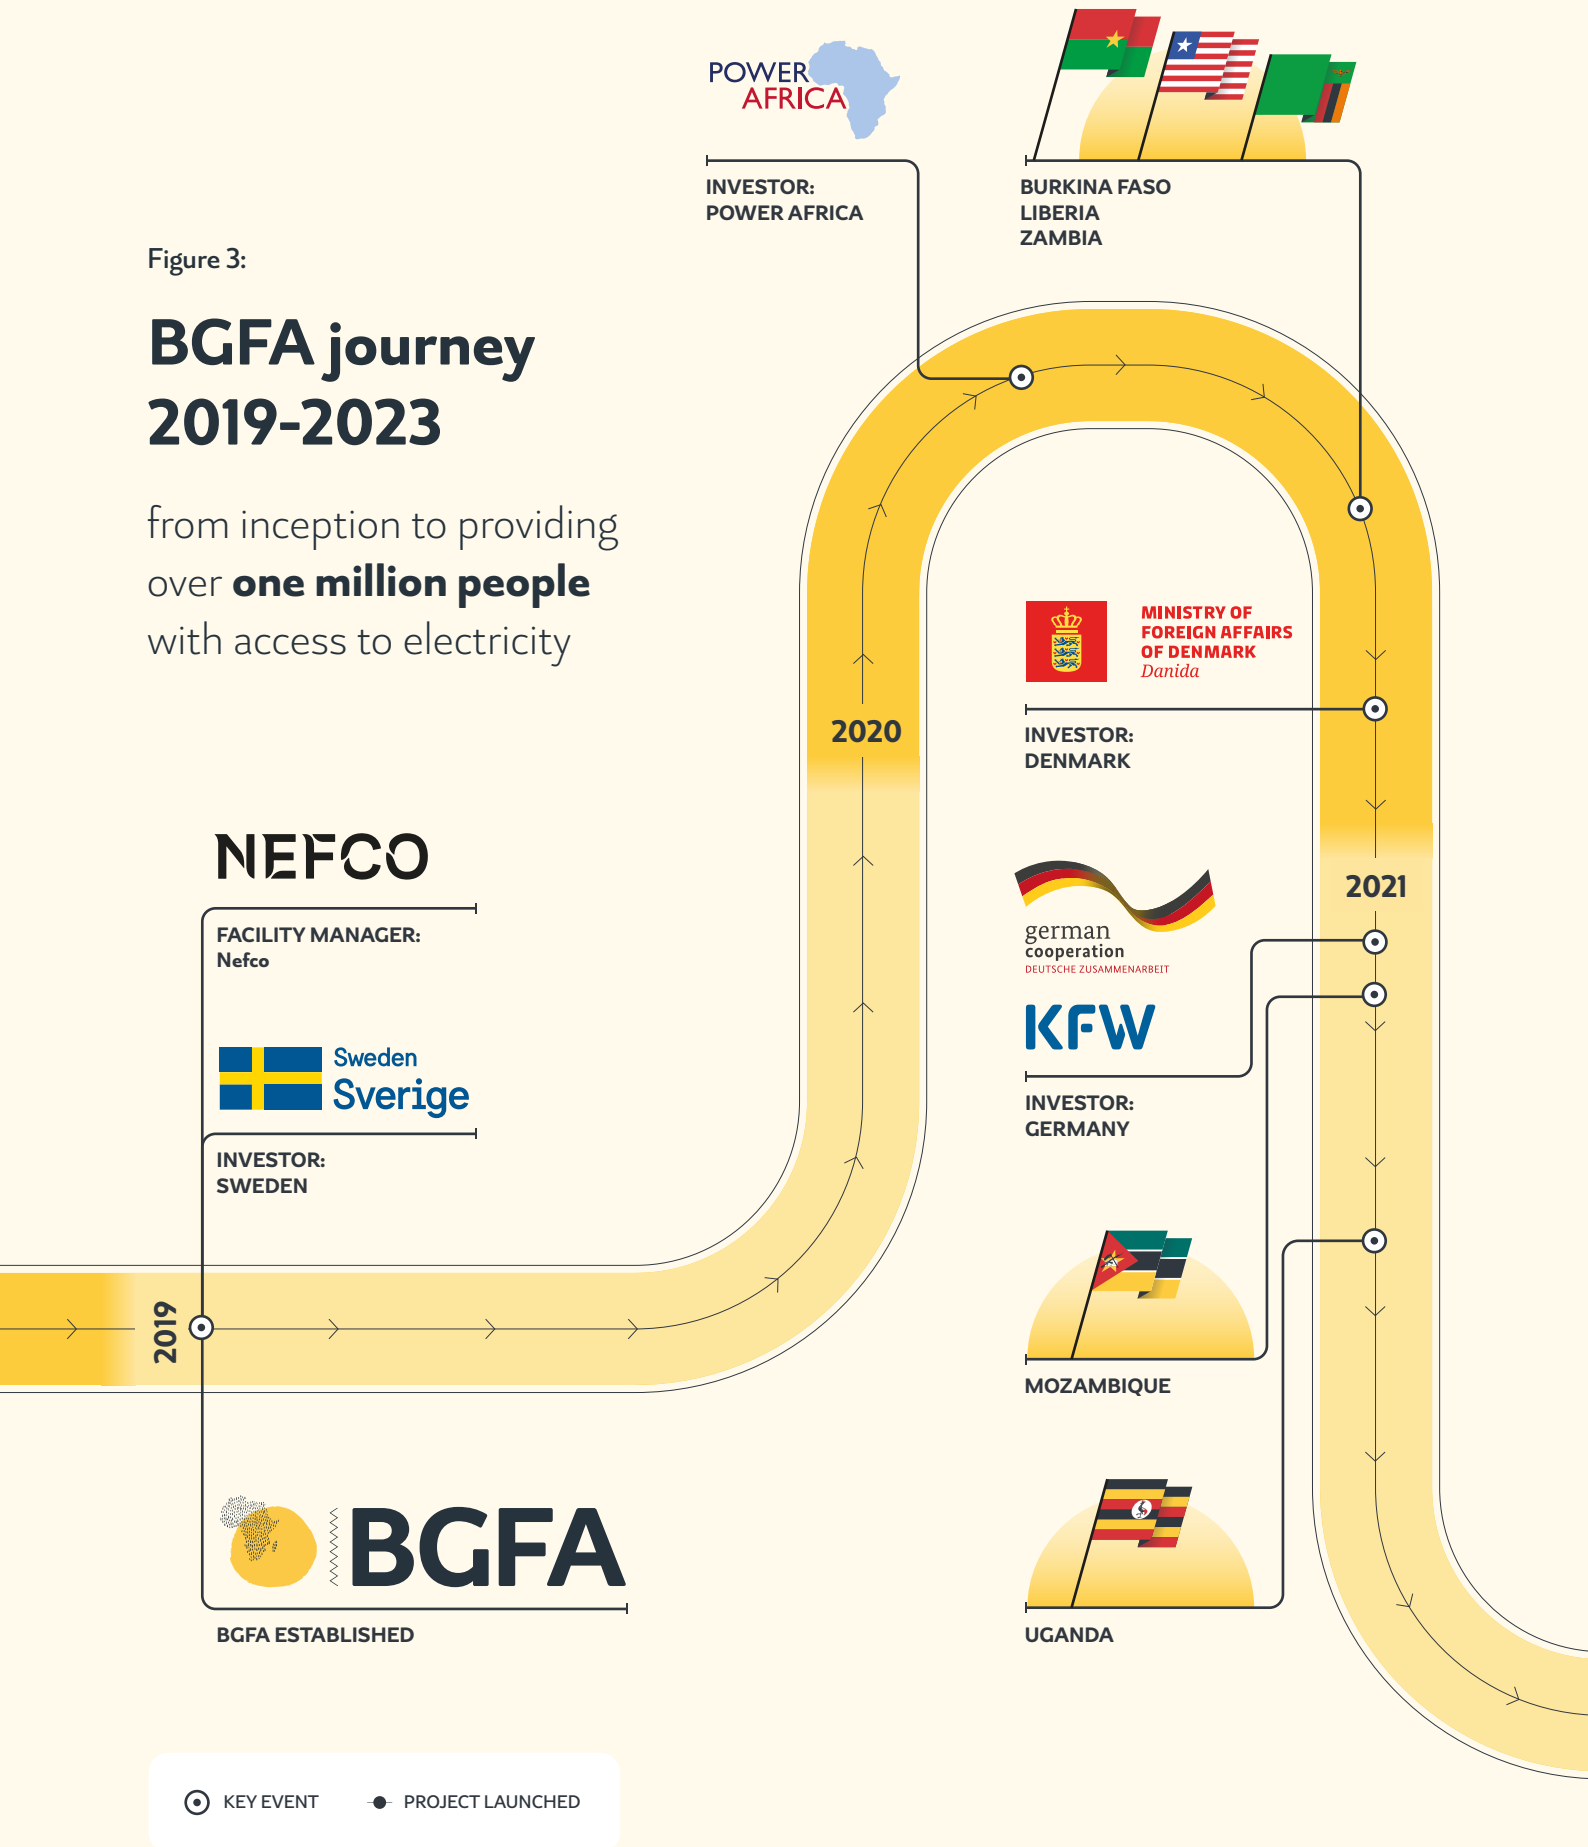 POWER
AFRICA
INVESTOR:
POWER AFRICA
BURKINA FASO
LIBERIA
ZAMBIA
Figure 3:
BGFA journey
2019-2023
from inception to providing
over one million people
with access to electricity
MINISTRY OF
FOREIGN AFFAIRS
OF DENMARK
Danida
INVESTOR:
DENMARK
2020
NEFCO
FACILITY MANAGER:
Nefco
Sweden
Sverige
INVESTOR:
SWEDEN
2021
german
cooperation
DEUTSCHE ZUSAMMENARBEIT
KFW
INVESTOR:
GERMANY
2019
MOZAMBIQUE
BGFA
BGFA ESTABLISHED
UGANDA
KEY EVENT
PROJECT LAUNCHED